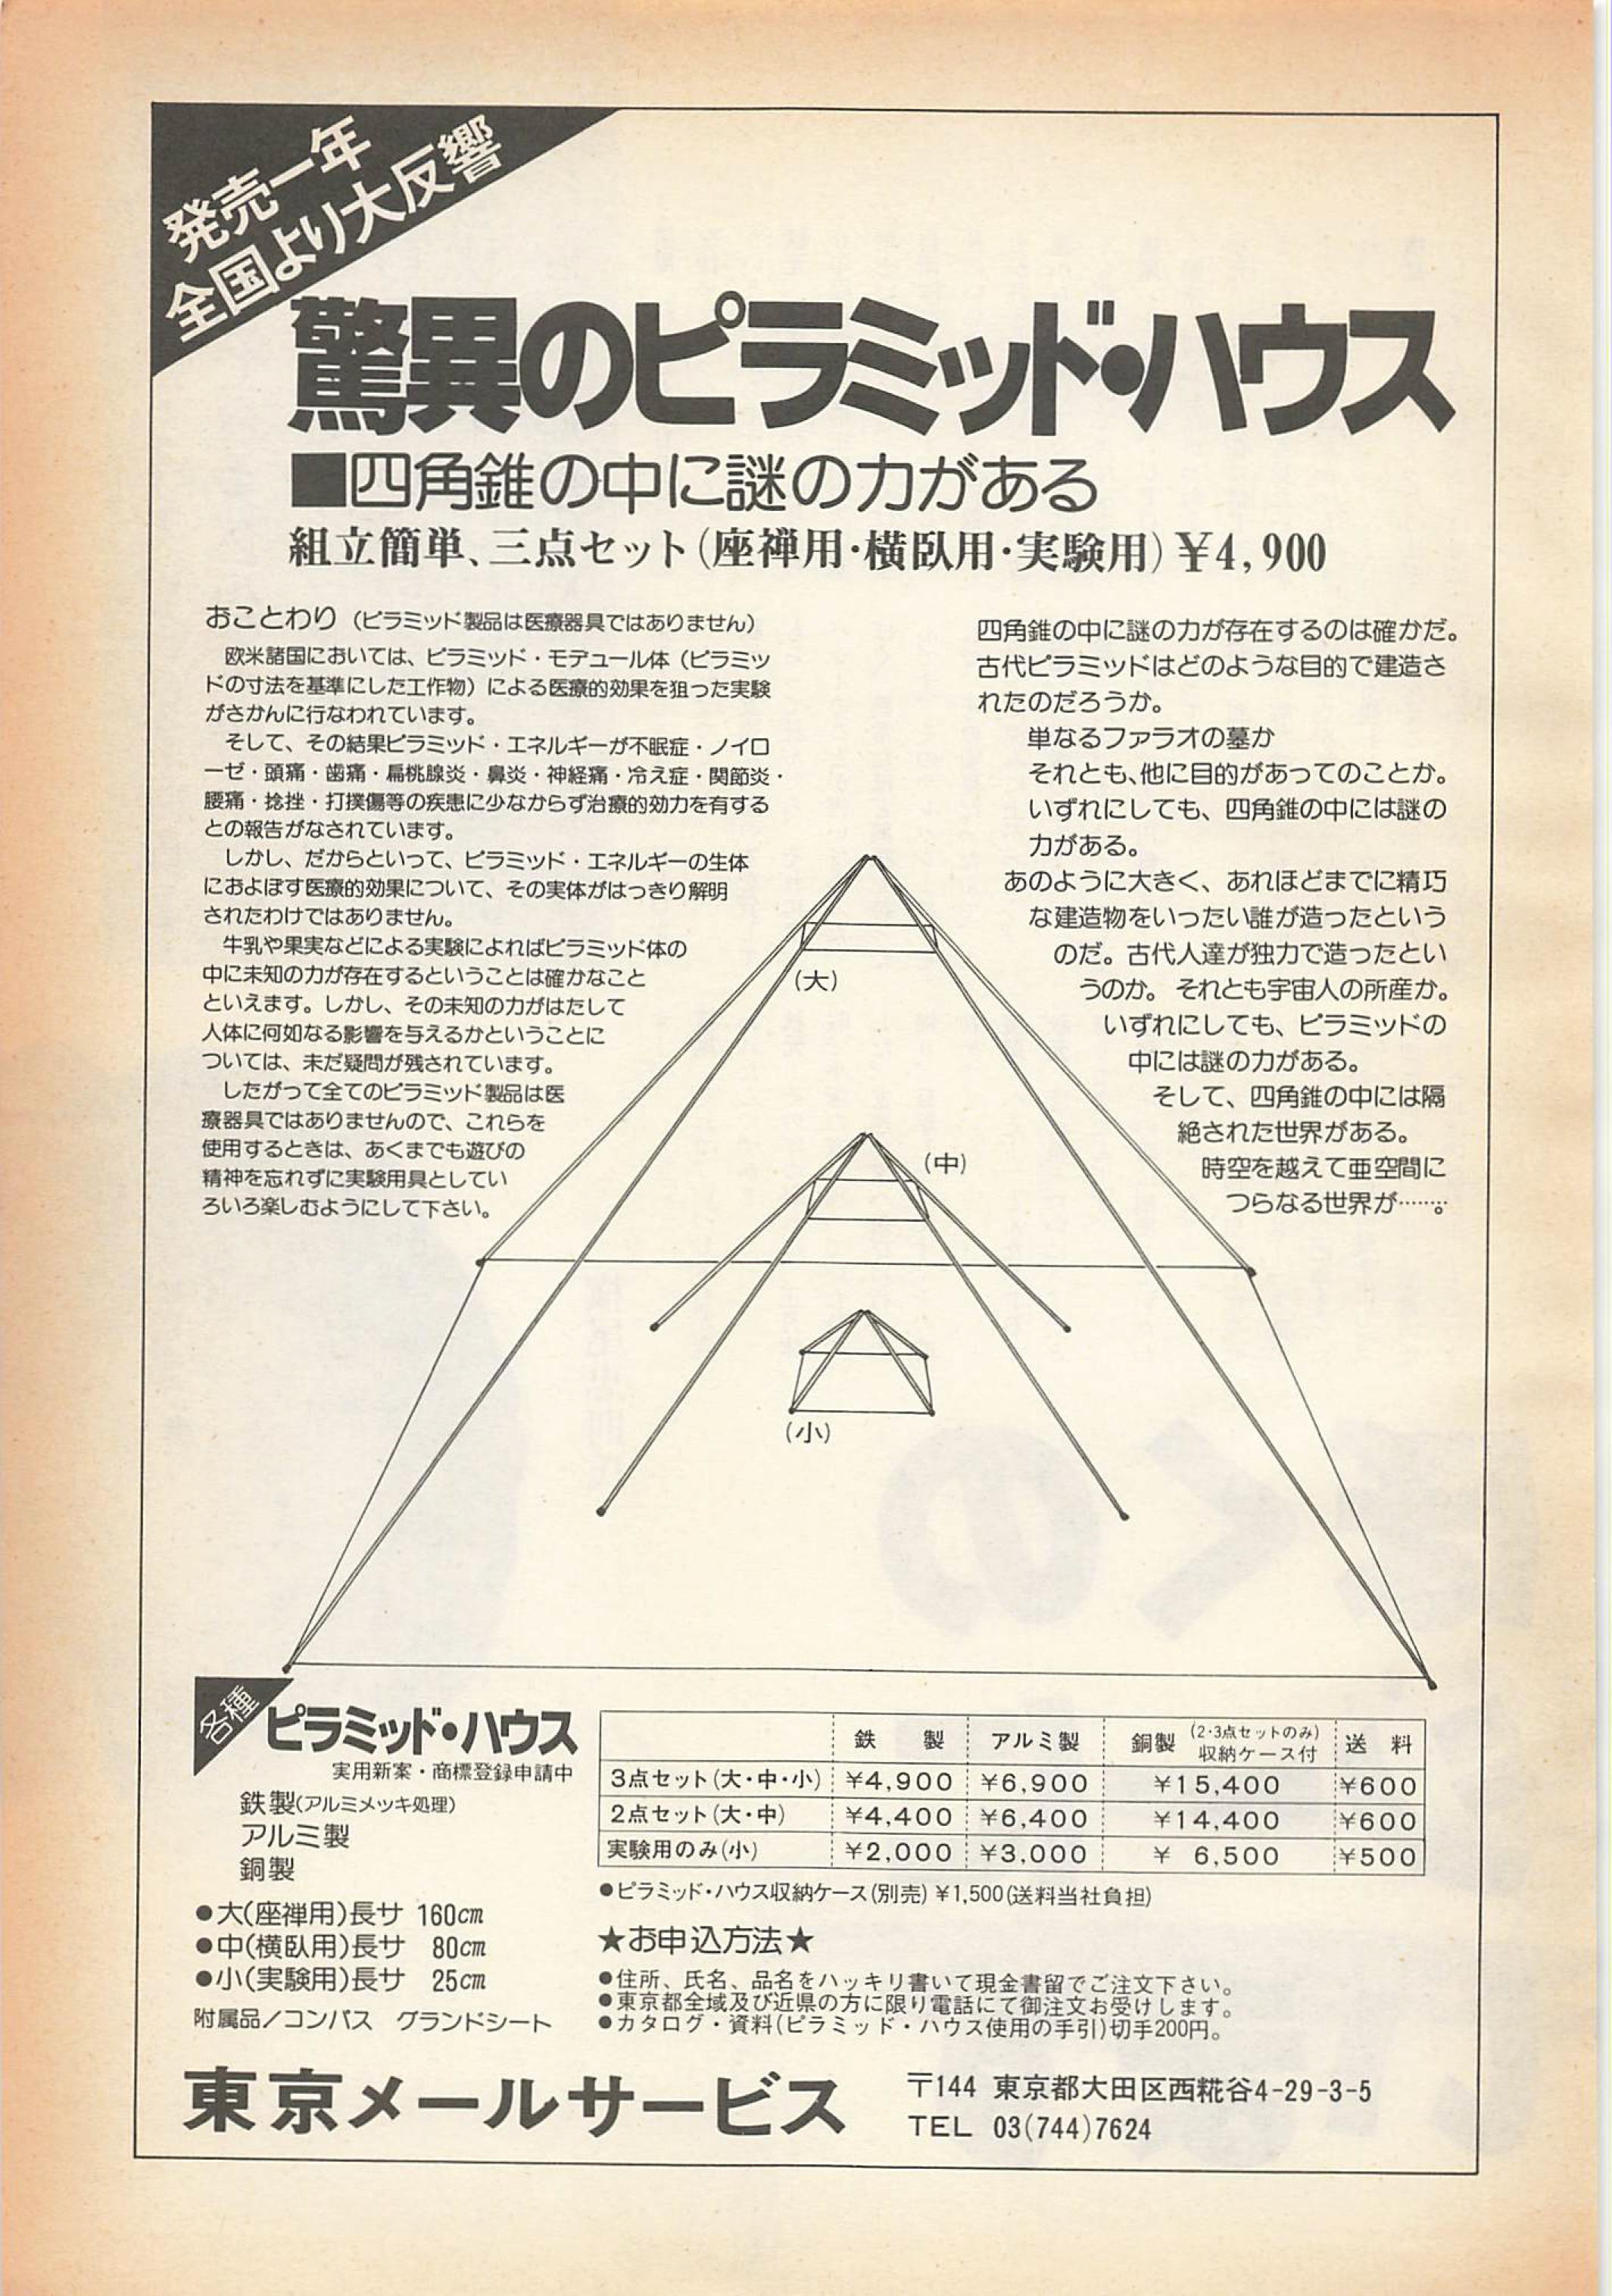 発売一年
全国より大反響
驚異のピラミッド・ハウス
■四角錐の中に謎の力がある
組立簡単、三点セット(座禅用・横臥用・実験用)¥4,900
おことわり(ピラミッド製品は医療器具ではありません)
欧米諸国においては、ピラミッド・モデュール体(ピラミッ
ドの寸法を基準にした工作物)による医療的効果を狙った実験
がさかんに行なわれています。
そして、その結果ピラミッド・エネルギーが不眠症・ノイロ
ーゼ・頭痛・歯痛・扁桃腺炎・鼻炎・神経痛・冷え症・関節炎・
腰痛・捻挫・打撲傷等の疾患に少なからず治療的効力を有する
との報告がなされています。
しかし、だからといって、ピラミッド・エネルギーの生体
におよぼす医療的効果について、その実体がはっきり解明
されたわけではありません。
牛乳や果実などによる実験によればピラミッド体の
中に未知の力が存在するということは確かなこと
といえます。しかし、その未知の力がはたして
人体に何如なる影響を与えるかということに
ついては、未だ疑問が残されています。
したがって全てのピラミッド製品は医
療器具ではありませんので、これらを
使用するときは、あくまでも遊びの
精神を忘れずに実験用具としてい
ろいろ楽しむようにして下さい。
四角錐の中に謎の力が存在するのは確かだ。
古代ピラミッドはどのような目的で建造さ
れたのだろうか。
単なるファラオの墓か
それとも、他に目的があってのことか。
いずれにしても、四角錐の中には謎の
力がある。
あのように大きく、あれほどまでに精巧
な建造物をいったい誰が造ったという
のだ。古代人達が独力で造ったとい
うのか。それとも宇宙人の所産か。
いずれにしても、ピラミッドの
中には謎の力がある。
そして、四角錐の中には隔
絶された世界がある。
時空を越えて亜空間に
つらなる世界が……。
(大)
(中)
(小)
各種
ピラミッド・ハウス
実用新案・商標登録申請中
鉄製(アルミメッキ処理)
アルミ製
銅製
●大(座禅用)長サ 160cm
●中(横臥用)長サ 80cm
●小(実験用)長サ 25cm
附属品/コンパス グランドシート
鉄 製 アルミ製 銅製 (2・3点セットのみ)収納ケース付 送 料
3点セット(大・中・小) ¥4,900 ¥6,900 ¥15,400 ¥600
2点セット(大・中) ¥4,400 ¥6,400 ¥14,400 ¥600
実験用のみ(小) ¥2,000 ¥3,000 ¥ 6,500 ¥500
●ピラミッド・ハウス収納ケース(別売)¥1,500(送料当社負担)
★お申込方法★
●住所、氏名、品名をハッキリ書いて現金書留でご注文下さい。
●東京都全域及び近県の方に限り電話にて御注文お受けします。
●カタログ・資料(ピラミッド・ハウス使用の手引)切手200円。
東京メールサービス
〒144 東京都大田区西糀谷4-29-3-5
TEL 03(744)7624